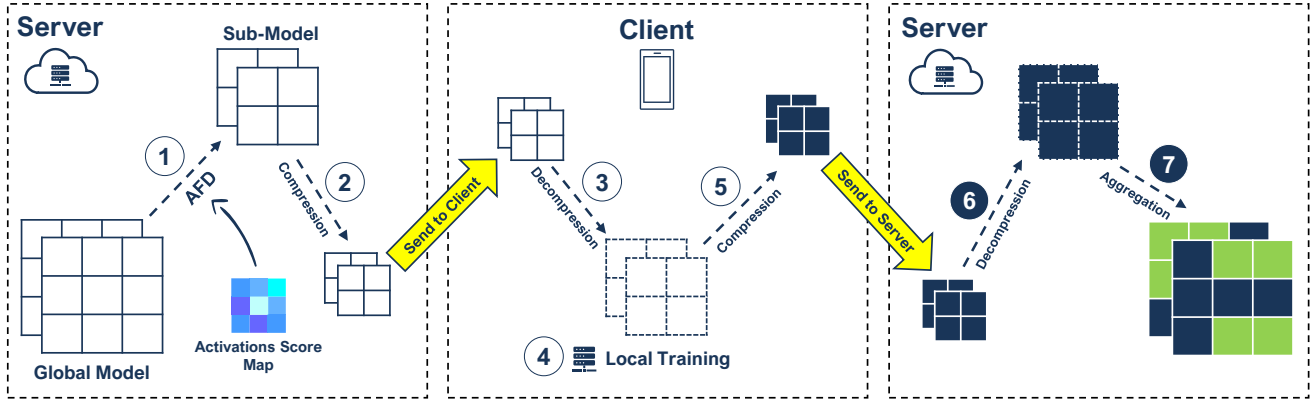 Server
Sub-Model
1
AFD
2
Compression
Global Model
Activations Score
Map
Send to Client
Client
3
Decompression
4
Local Training
5
Compression
Send to Server
Server
6
Decompression
7
Aggregation